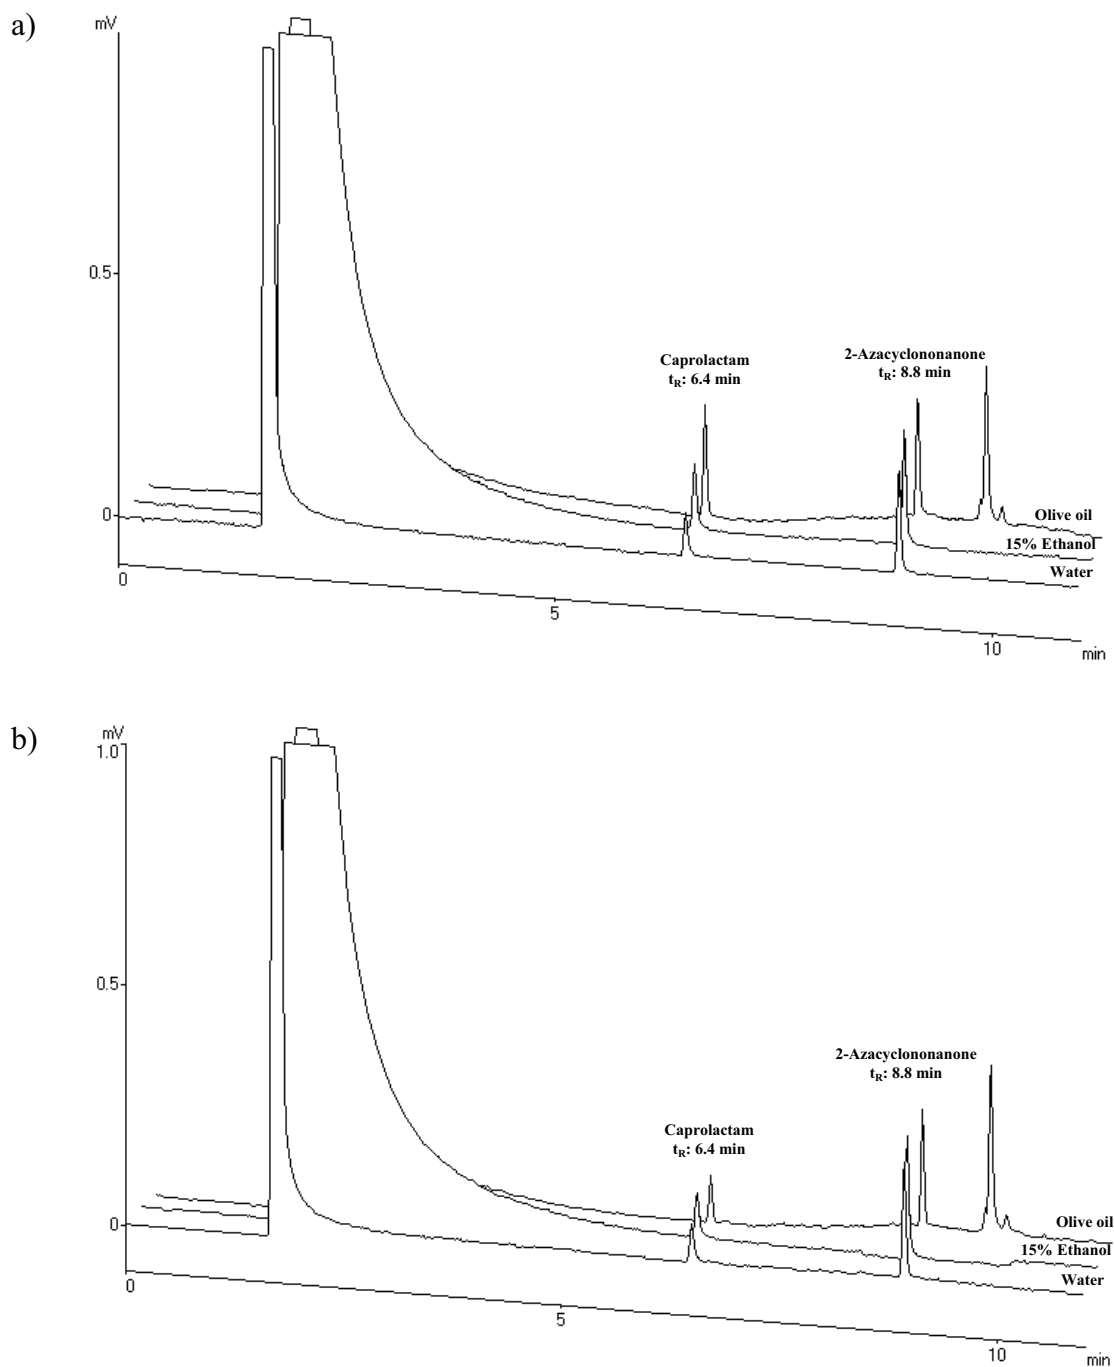 a)
mV
0.5
Caprolactam
tR: 6.4 min
2-Azacyclononanone
tR: 8.8 min
0
Olive oil
15% Ethanol
Water
0
5
10
min
b)
mV
1.0
0.5
2-Azacyclononanone
tR: 8.8 min
Caprolactam
tR: 6.4 min
0
Olive oil
15% Ethanol
Water
0
5
10
min